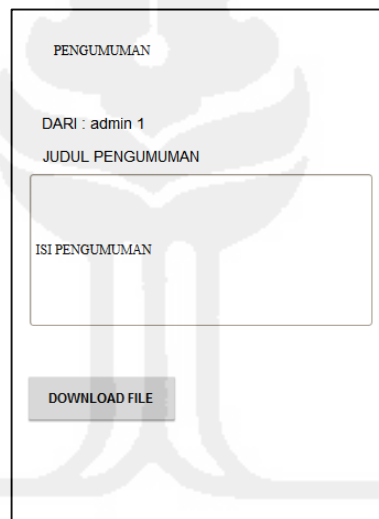 PENGUMUMAN
DARI : admin 1
JUDUL PENGUMUMAN
ISI PENGUMUMAN
DOWNLOAD FILE